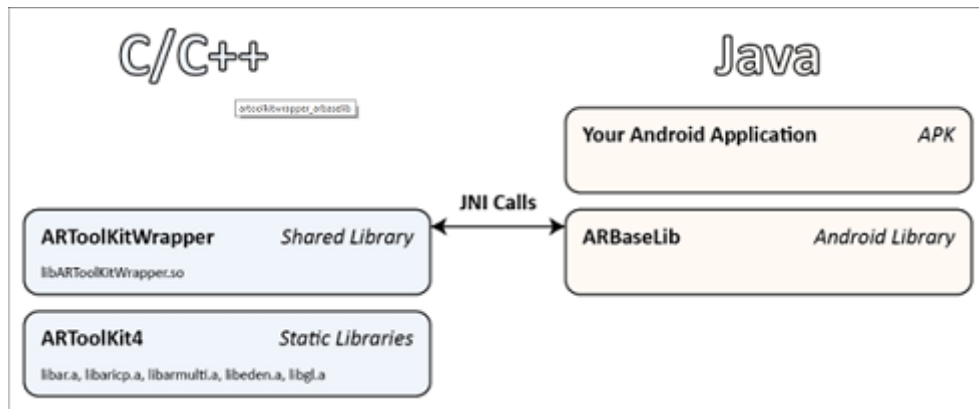 C/C++
Java
artoolkitwrapper_arbaselib
Your Android Application APK
JNI Calls
ARToolKitWrapper Shared Library
libARToolKitWrapper.so
ARBaseLib Android Library
ARToolKit4 Static Libraries
libar.a, libaricp.a, libarmulti.a, libeden.a, libgl.a